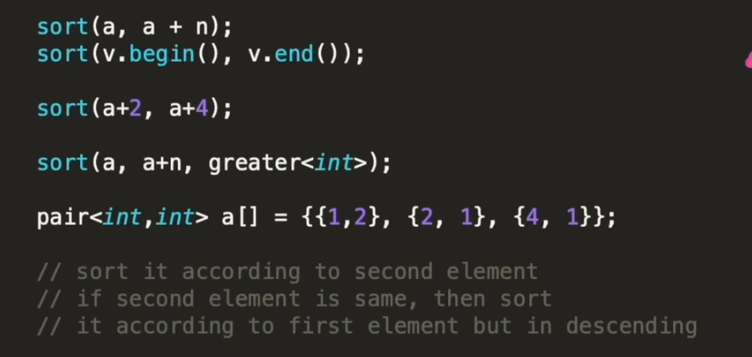 sort(a, a + n);
sort(v.begin(), v.end());
sort(a+2, a+4);
sort(a, a+n, greater<int>);
pair<int,int> a[] = {{1,2}, {2, 1}, {4, 1}};
// sort it according to second element
// if second element is same, then sort
// it according to first element but in descending